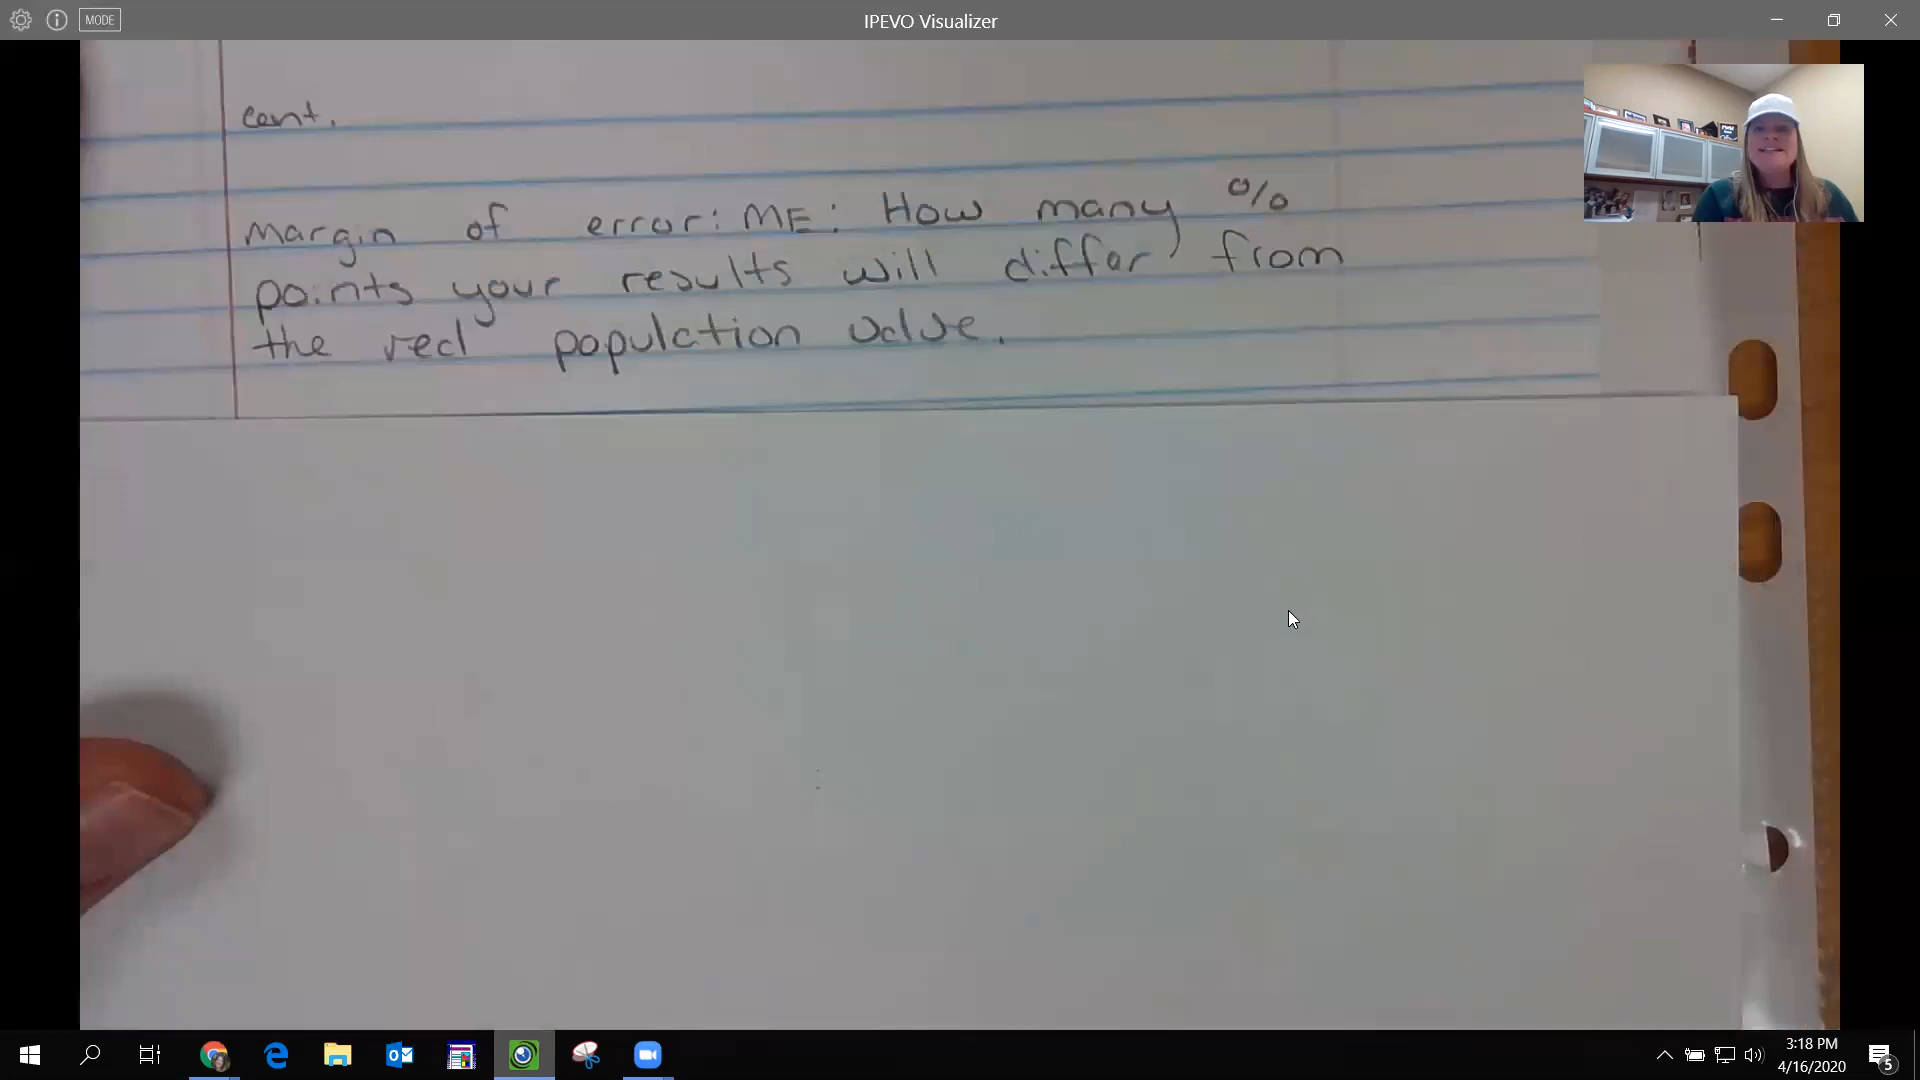 MODE
IPEVO Visualizer
cont.
Margin of error: ME: How many %
points your results will differ from
the real population value.
3:18 PM
4/16/2020
5